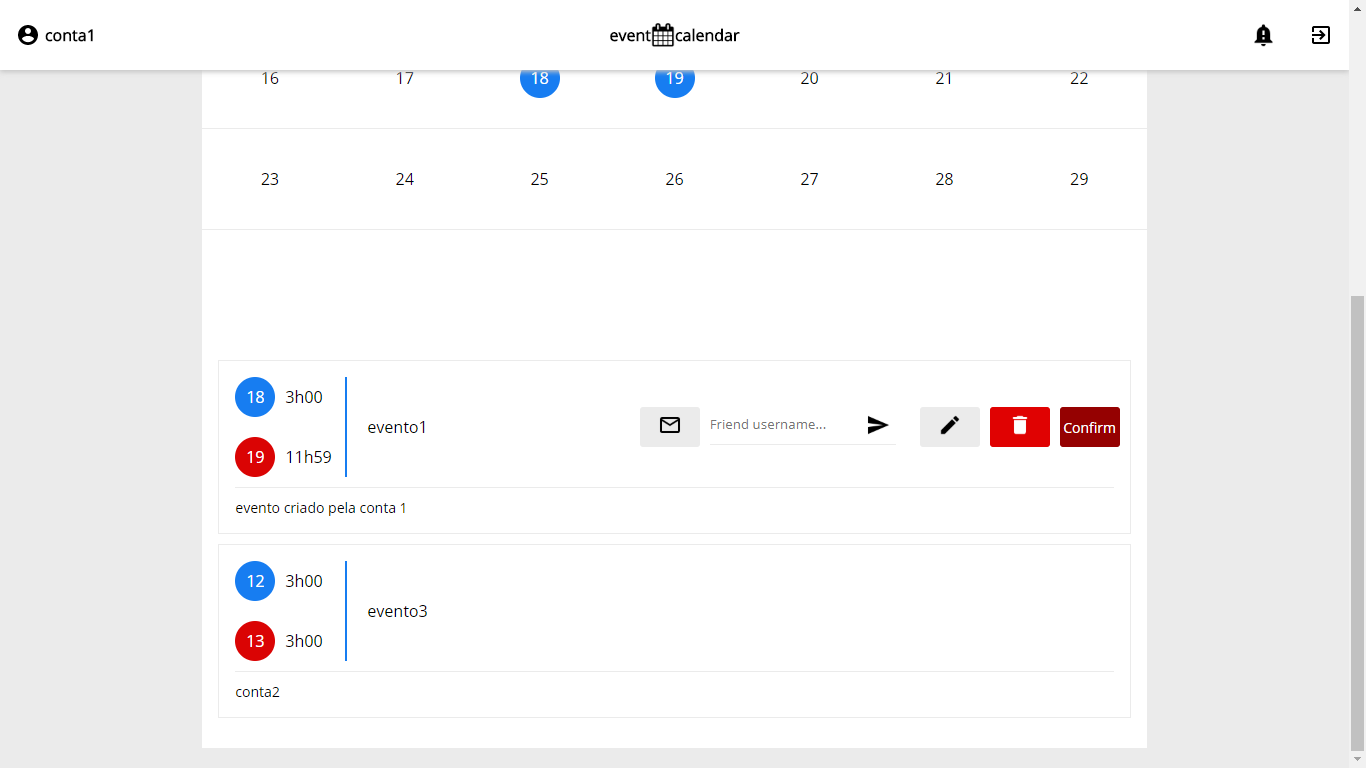 conta1 event calendar
16 17 18 19 20 21 22
23 24 25 26 27 28 29
18 3h00
evento1 Friend username... Confirm
19 11h59
evento criado pela conta 1
12 3h00
evento3
13 3h00
conta2